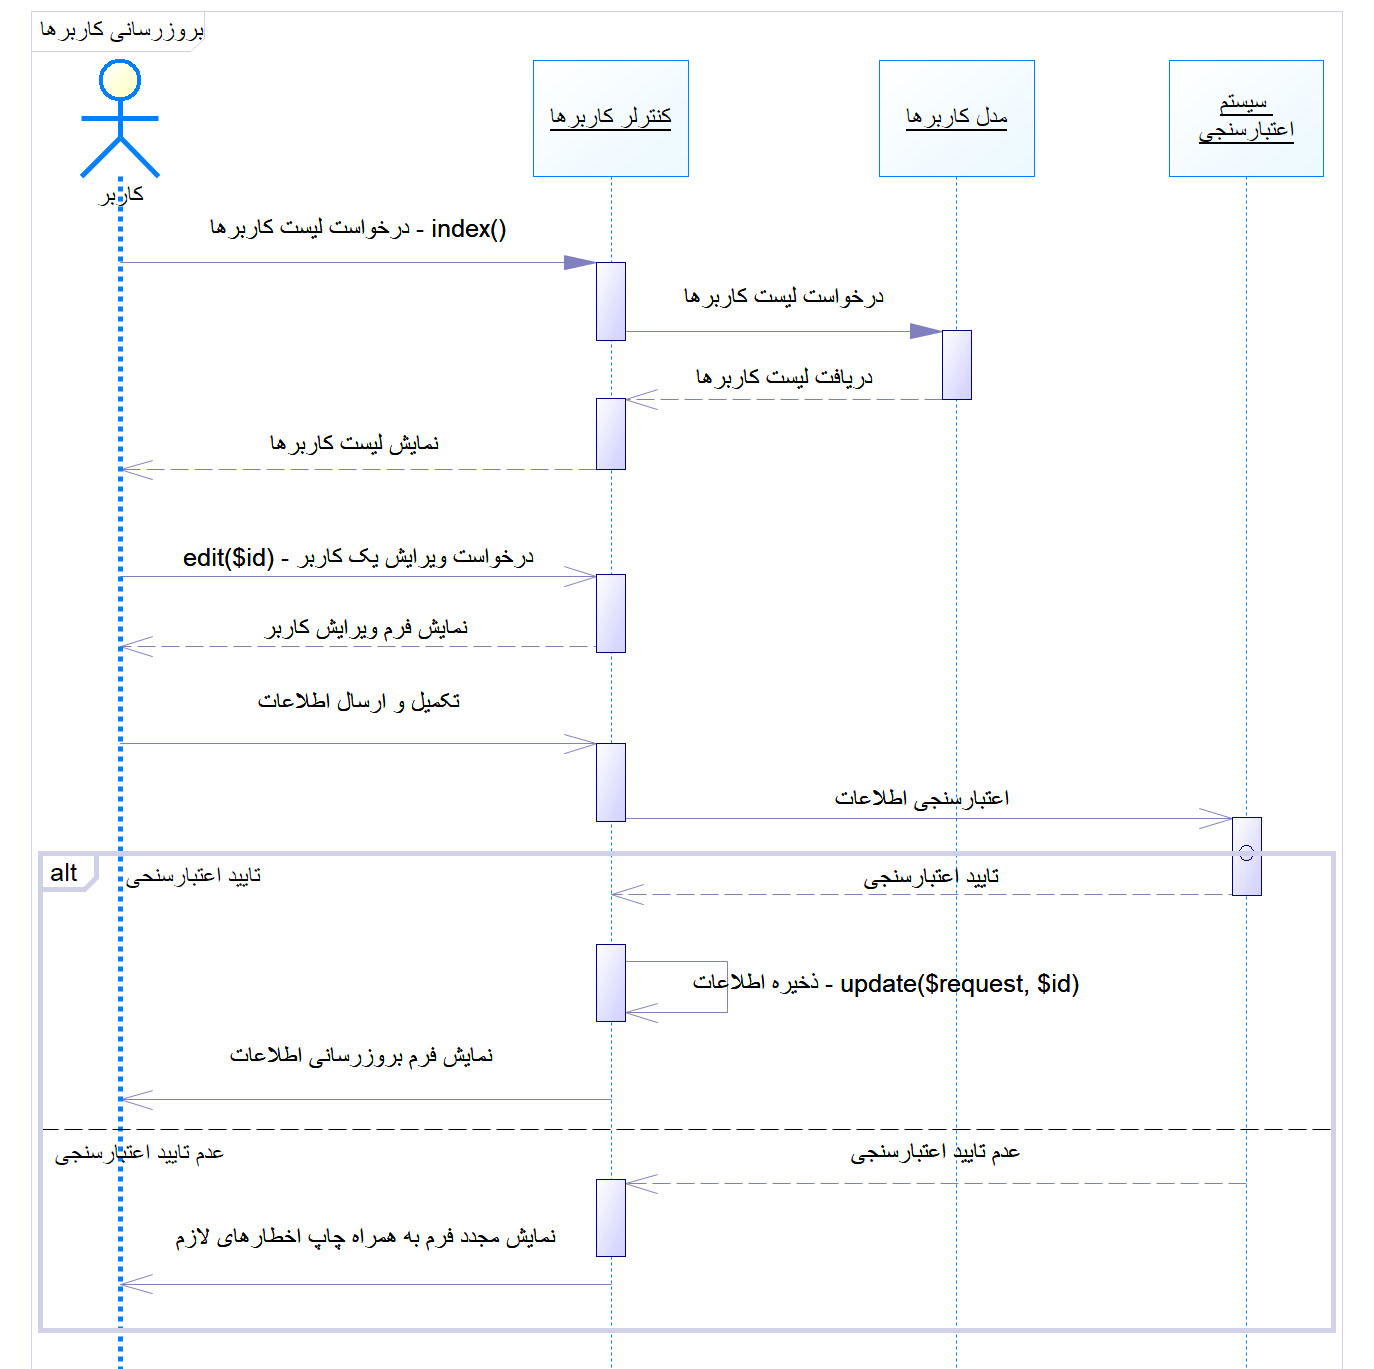 بروزرسانی کاربرها
کاربر
کنترلر کاربرها
مدل کاربرها
سیستم
اعتبارسنجی
درخواست لیست کاربرها - index()
درخواست لیست کاربرها
دریافت لیست کاربرها
نمایش لیست کاربرها
درخواست ویرایش یک کاربر - edit($id)
نمایش فرم ویرایش کاربر
تکمیل و ارسال اطلاعات
اعتبارسنجی اطلاعات
alt
تایید اعتبارسنحی
تایید اعتبارسنجی
ذخیره اطلاعات - update($request, $id)
نمایش فرم بروزرسانی اطلاعات
عدم تایید اعتبارسنجی
عدم تایید اعتبارسنجی
نمایش مجدد فرم به همراه چاپ اخطارهای لازم